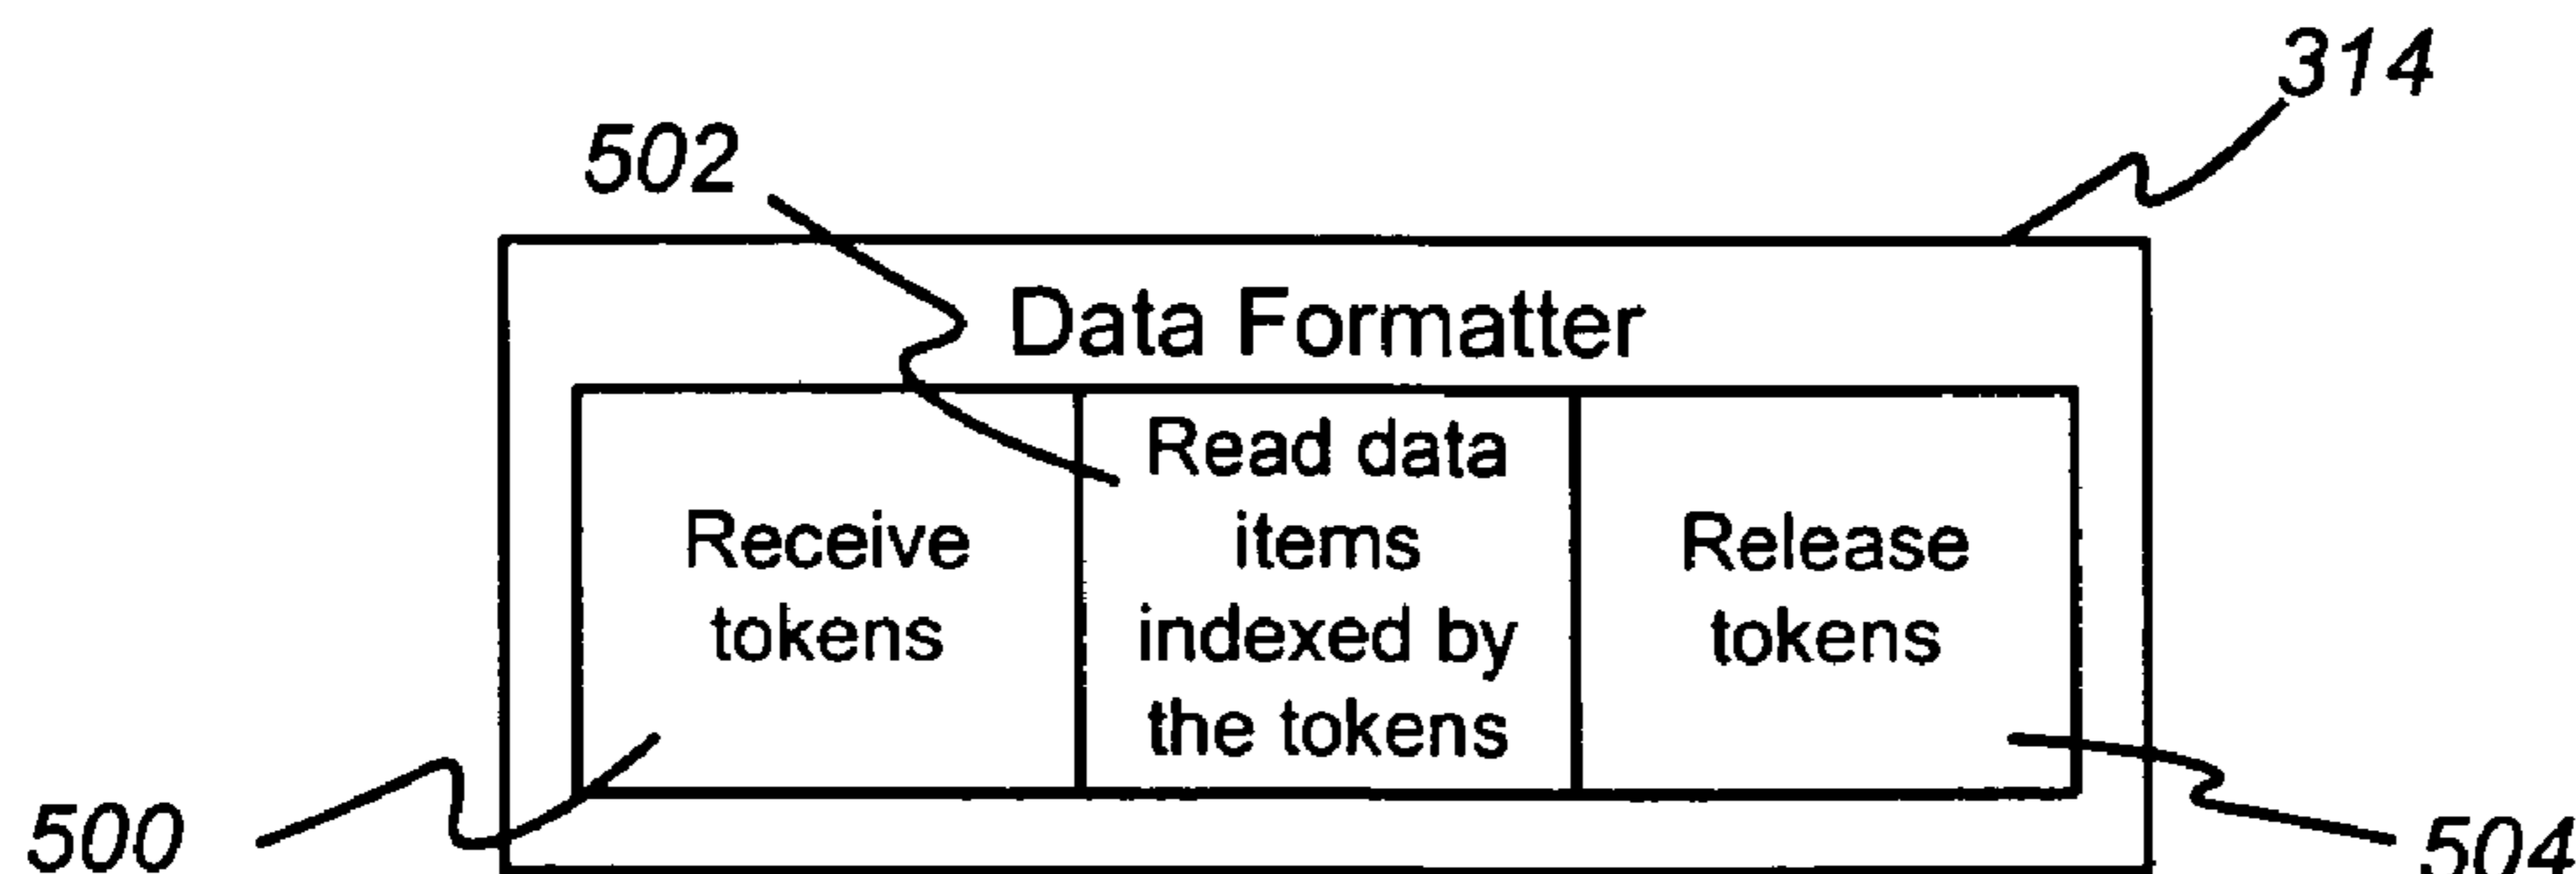 314
502
Data Formatter
Receive
tokens
Read data
items
indexed by
the tokens
Release
tokens
500
504